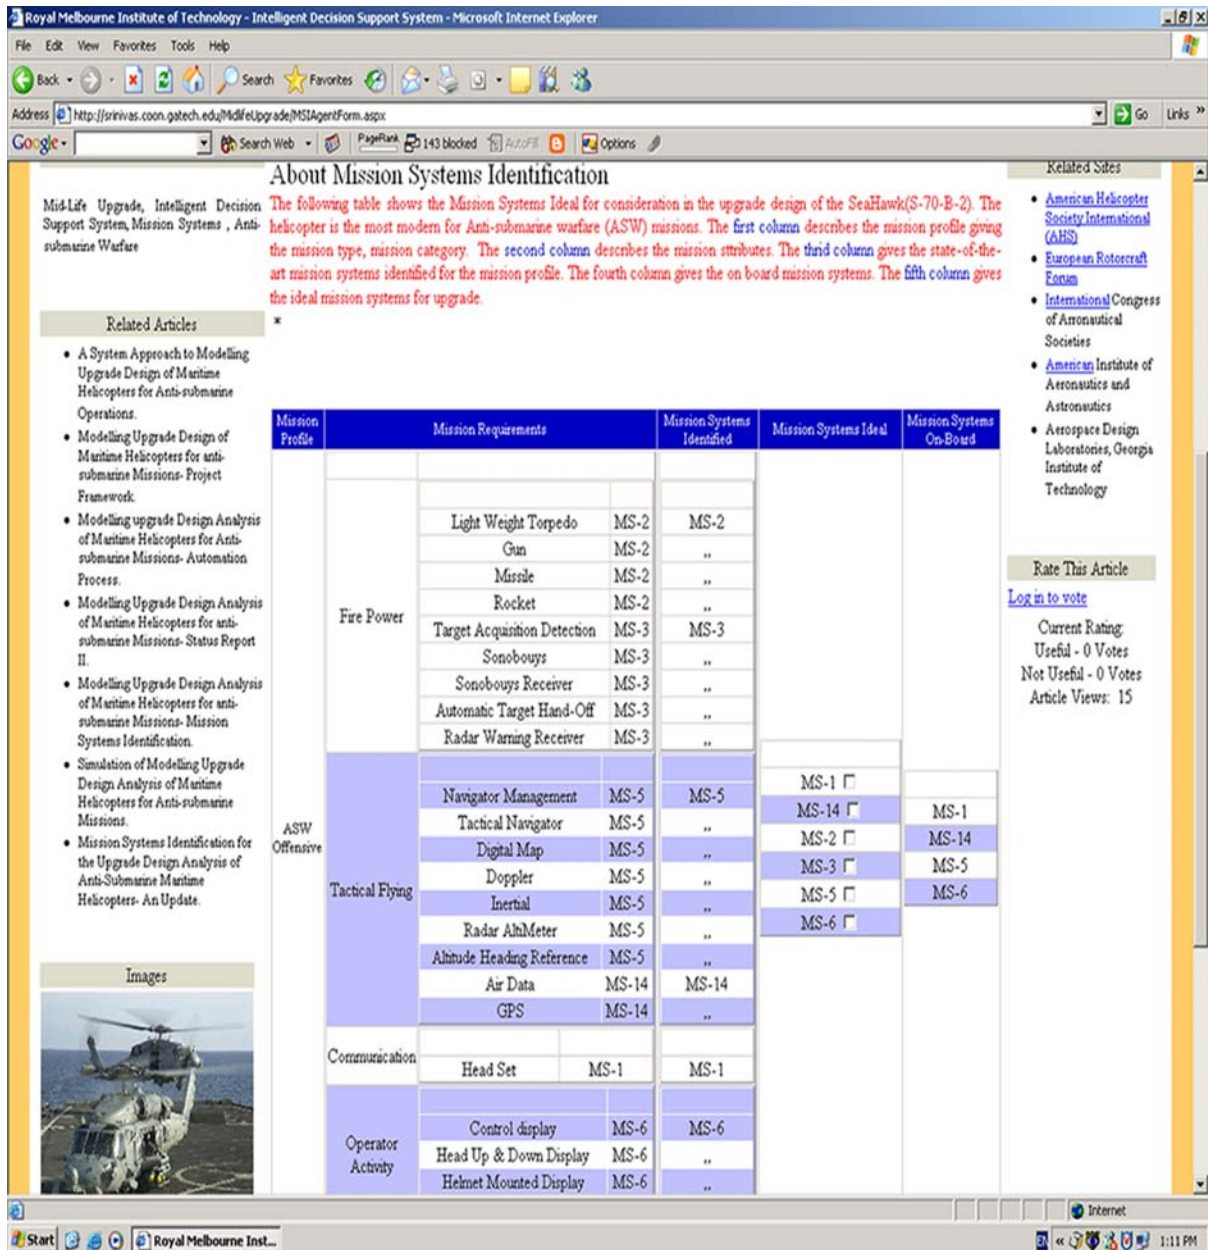 Royal Melbourne Institute of Technology - Intelligent Decision Support System - Microsoft Internet Explorer
File Edit View Favorites Tools Help
Back Search Favorites
Address http://srinivas.coon.gatech.edu/MidlifeUpgrade/MSIAgentForm.aspx Go Links »
Google Search Web PageRank 143 blocked AutoFill Options
Mid-Life Upgrade, Intelligent Decision
Support System, Mission Systems , Anti-
submarine Warfare
Related Articles
A System Approach to Modelling
Upgrade Design of Maritime
Helicopters for Anti-submarine
Operations.
Modelling Upgrade Design of
Maritime Helicopters for anti-
submarine Missions- Project
Framework.
Modelling upgrade Design Analysis
of Maritime Helicopters for Anti-
submarine Missions- Automation
Process.
Modelling Upgrade Design Analysis
of Maritime Helicopters for anti-
submarine Missions- Status Report
II.
Modelling Upgrade Design Analysis
of Maritime Helicopters for anti-
submarine Missions- Mission
Systems Identification.
Simulation of Modelling Upgrade
Design Analysis of Maritime
Helicopters for Anti-submarine
Missions.
Mission Systems Identification for
the Upgrade Design Analysis of
Anti-Submarine Maritime
Helicopters- An Update.
Images
About Mission Systems Identification
The following table shows the Mission Systems Ideal for consideration in the upgrade design of the SeaHawk(S-70-B-2). The
helicopter is the most modern for Anti-submarine warfare (ASW) missions. The first column describes the mission profile giving
the mission type, mission category. The second column describes the mission sttributes. The thrid column gives the state-of-the-
art mission systems identified for the mission profile. The fourth column gives the on board mission systems. The fifth column gives
the ideal mission systems for upgrade.
*
Mission Profile Mission Requirements Mission Systems Identified Mission Systems Ideal Mission Systems On-Board
ASW Offensive
Fire Power
Light Weight Torpedo MS-2 MS-2
Gun MS-2 ,,
Missile MS-2 ,,
Rocket MS-2 ,,
Target Acquisition Detection MS-3 MS-3
Sonobouys MS-3 ,,
Sonobouys Receiver MS-3 ,,
Automatic Target Hand-Off MS-3 ,,
Radar Warning Receiver MS-3 ,,
Tactical Flying
Navigator Management MS-5 MS-5
Tactical Navigator MS-5 ,,
Digital Map MS-5 ,,
Doppler MS-5 ,,
Inertial MS-5 ,,
Radar AltiMeter MS-5 ,,
Altitude Heading Reference MS-5 ,,
Air Data MS-14 MS-14
GPS MS-14 ,,
Communication
Head Set MS-1 MS-1
Operator Activity
Control display MS-6 MS-6
Head Up & Down Display MS-6 ,,
Helmet Mounted Display MS-6 ,,
MS-1
MS-14
MS-2
MS-3
MS-5
MS-6
MS-1
MS-14
MS-5
MS-6
Related Sites
American Helicopter
Society International
(AHS)
European Rotorcraft
Forum
International Congress
of Arronautical
Societies
American Institute of
Aeronautics and
Astronautics
Aerospace Design
Laboratories, Georgia
Institute of
Technology
Rate This Article
Log in to vote
Current Rating:
Useful - 0 Votes
Not Useful - 0 Votes
Article Views: 15
Internet
Start Royal Melbourne Inst... EN « 1:11 PM